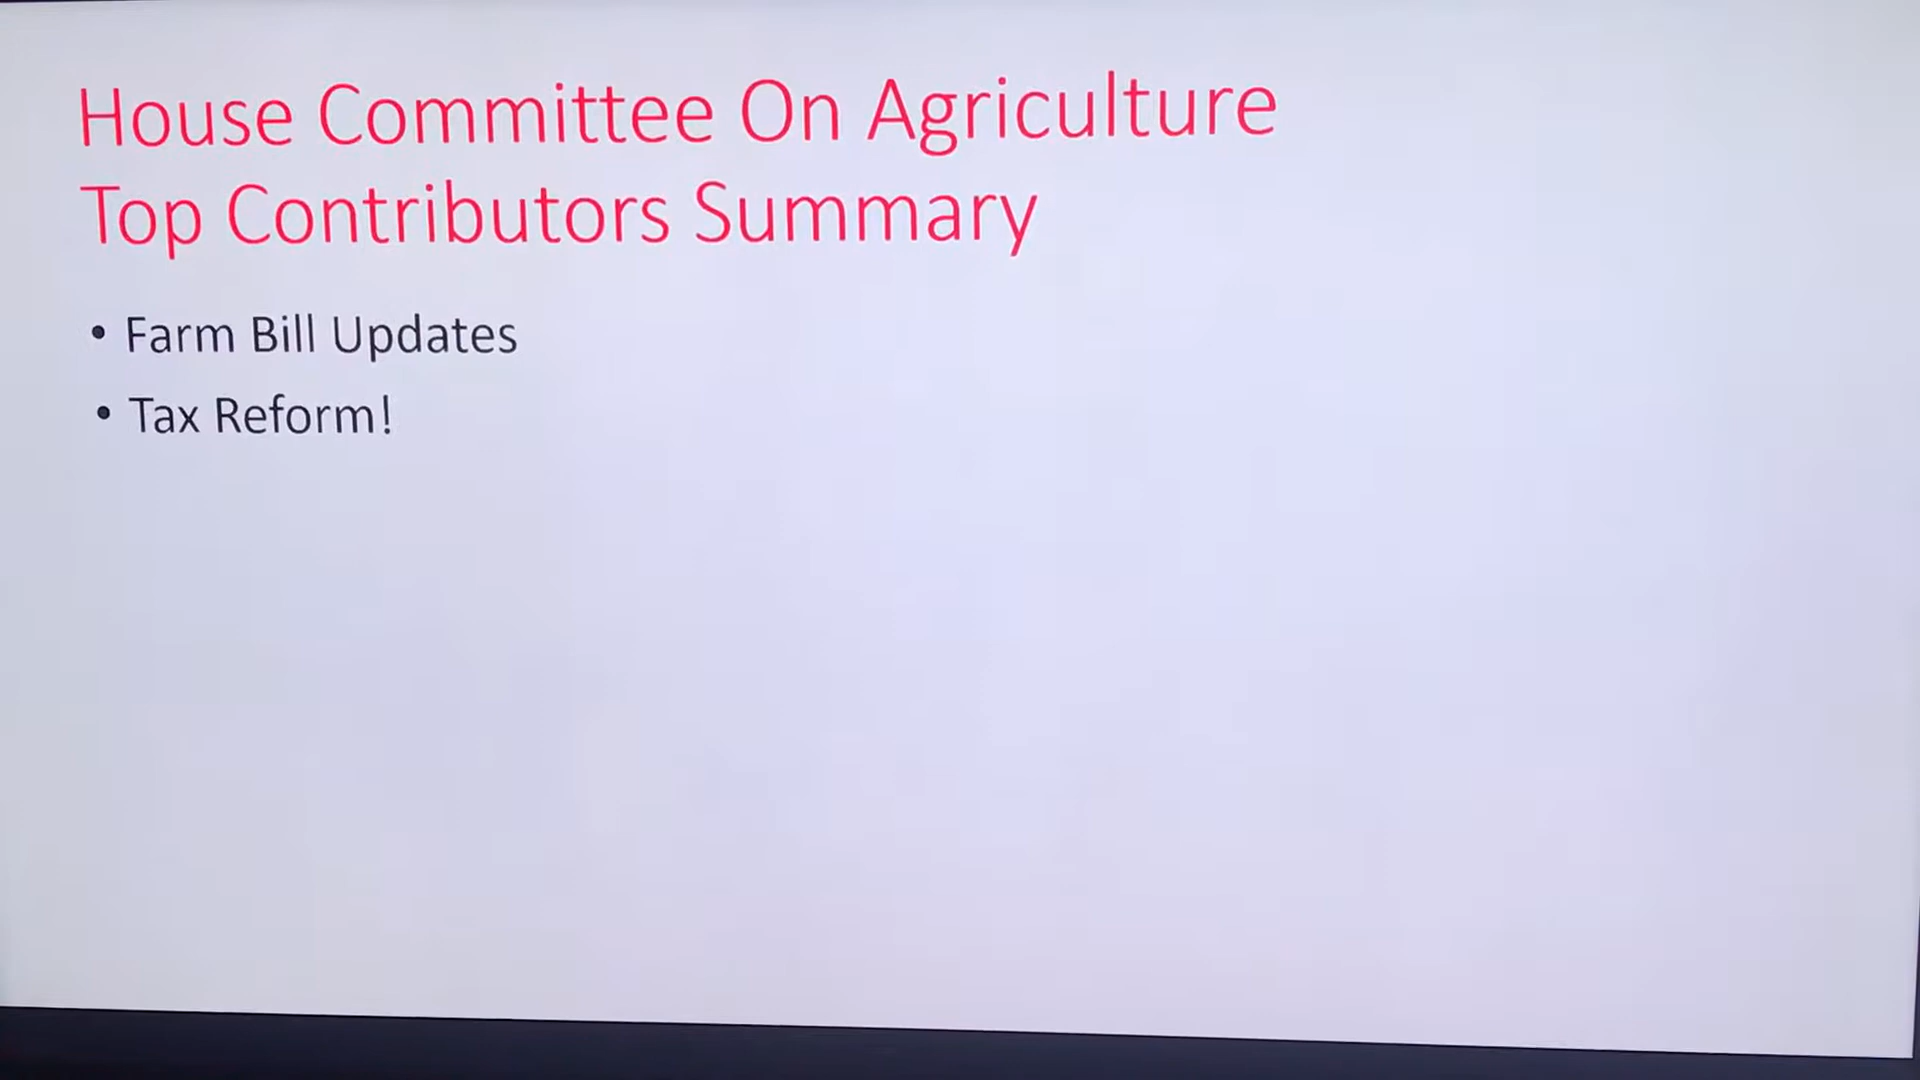 House Committee On Agriculture
Top Contributors Summary
• Farm Bill Updates
• Tax Reform!